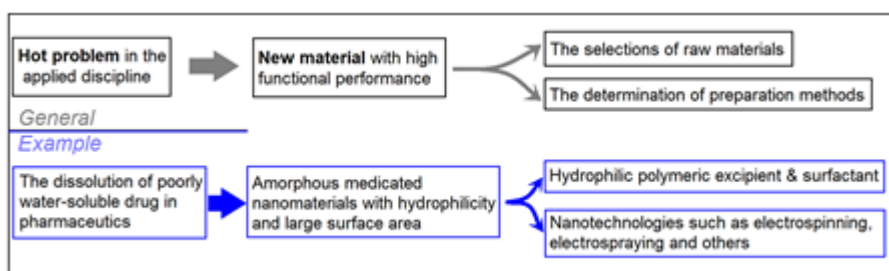 Hot problem in the
applied discipline
New material with high
functional performance
The selections of raw materials
The determination of preparation methods
General
Example
The dissolution of poorly
water-soluble drug in
pharmaceutics
Amorphous medicated
nanomaterials with hydrophilicity
and large surface area
Hydrophilic polymeric excipient & surfactant
Nanotechnologies such as electrospinning,
electrospraying and others